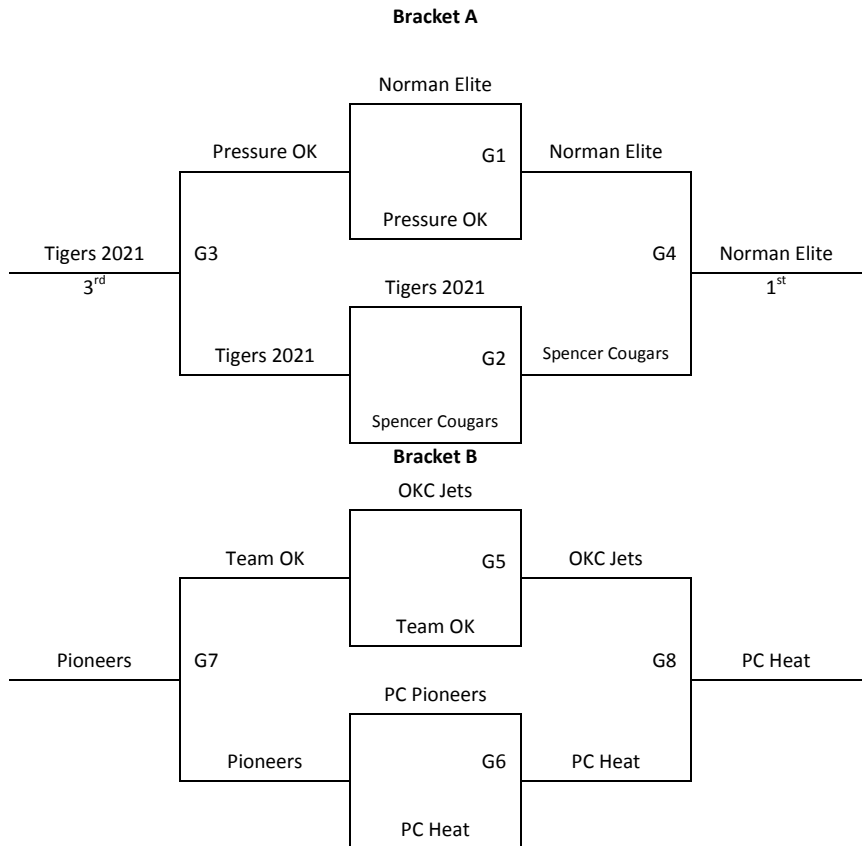 Bracket A
Norman Elite
Pressure OK
G1
Norman Elite
Pressure OK
Tigers 2021
G3
G4
Norman Elite
3rd
Tigers 2021
1st
Tigers 2021
G2
Spencer Cougars
Spencer Cougars
Bracket B
OKC Jets
Team OK
G5
OKC Jets
Team OK
Pioneers
G7
G8
PC Heat
PC Pioneers
Pioneers
G6
PC Heat
PC Heat